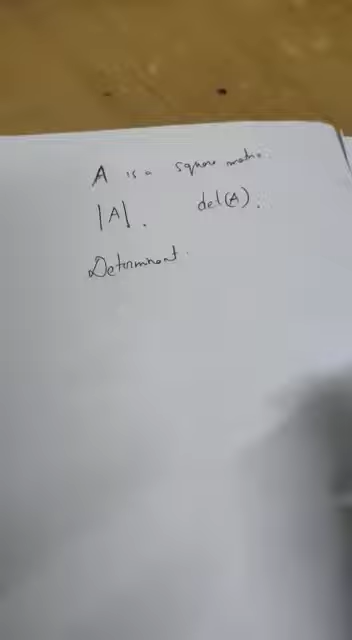 A is a square matrix.
|A|. det(A).
Determinant.